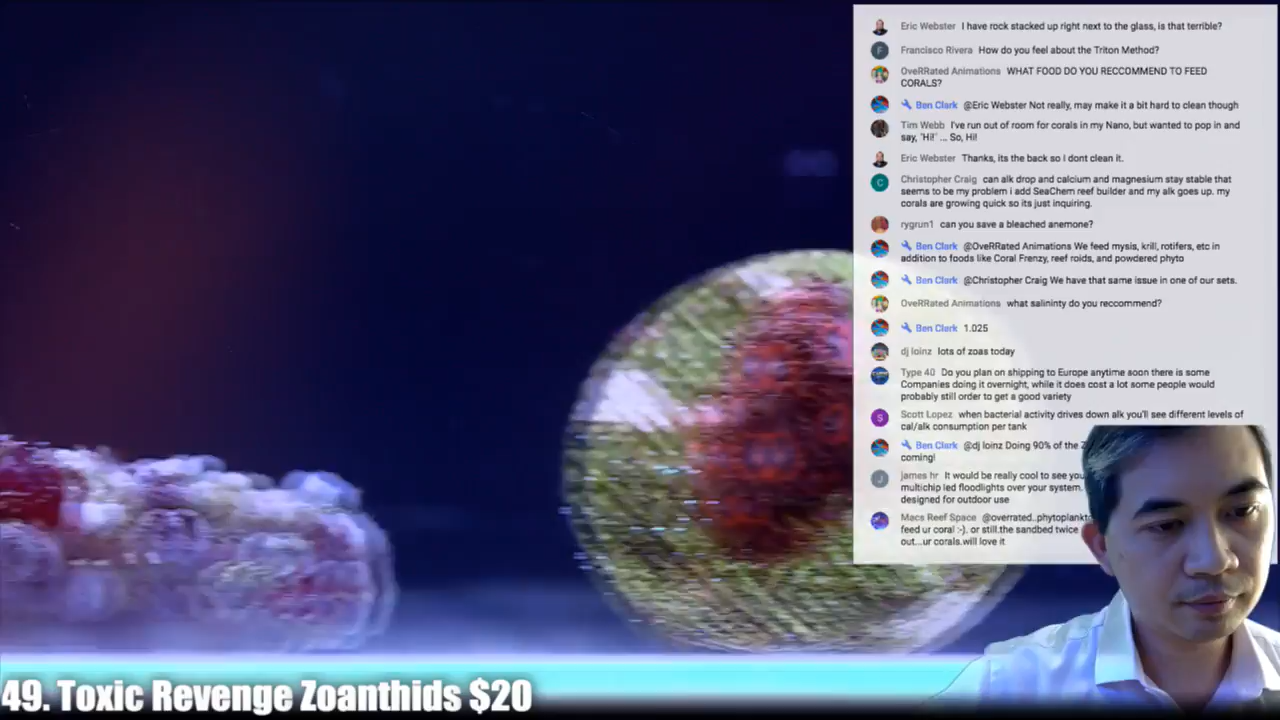 Eric Webster I have rock stacked up right next to the glass, is that terrible?
Francisco Rivera How do you feel about the Triton Method?
OveRRated Animations WHAT FOOD DO YOU RECCOMMEND TO FEED
CORALS?
Ben Clark @Eric Webster Not really, may make it a bit hard to clean though
Tim Webb I've run out of room for corals in my Nano, but wanted to pop in and
say, 'Hi!' ... So, Hi!
Eric Webster Thanks, its the back so I dont clean it.
Christopher Craig can alk drop and calcium and magnesium stay stable that
seems to be my problem i add SeaChem reef builder and my alk goes up. my
corals are growing quick so its just inquiring.
rygrun1 can you save a bleached anemone?
Ben Clark @OveRRated Animations We feed mysis, krill, rotifers, etc in
addition to foods like Coral Frenzy, reef roids, and powdered phyto
Ben Clark @Christopher Craig We have that same issue in one of our sets.
OveRRated Animations what salininty do you reccommend?
Ben Clark 1.025
dj loinz lots of zoas today
Type 40 Do you plan on shipping to Europe anytime soon there is some
Companies doing it overnight, while it does cost a lot some people would
probably still order to get a good variety
Scott Lopez when bacterial activity drives down alk you'll see different levels of
cal/alk consumption per tank
Ben Clark @dj loinz Doing 90% of the
coming!
james hr It would be really cool to see you
multichip led floodlights over your system.
designed for outdoor use
Macs Reef Space @overrated..phytoplankto
feed ur coral :-). or still.the sandbed twice
out...ur corals.will love it
F
C
S
J
49. Toxic Revenge Zoanthids $20